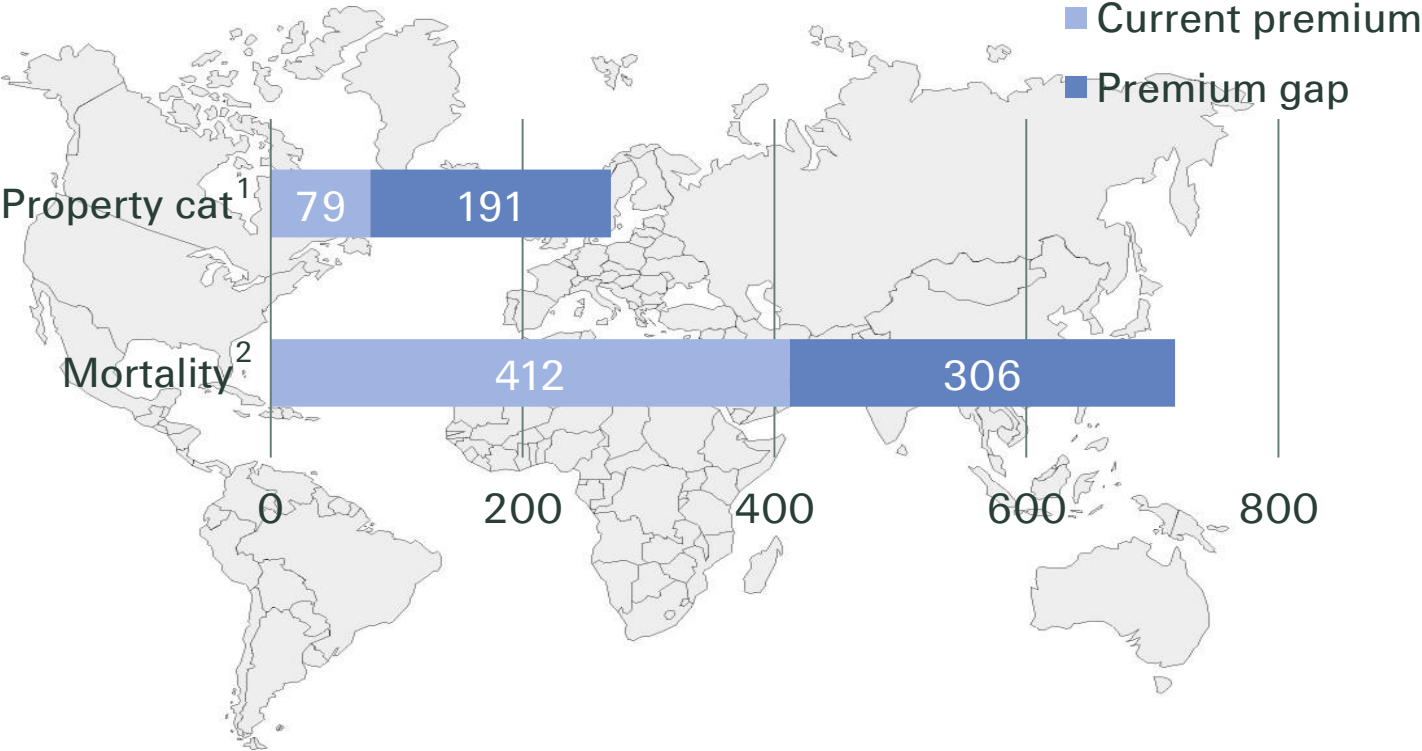 Current premium
Premium gap
Property cat1
79 191
Mortality2
412 306
0 200 400 600 800